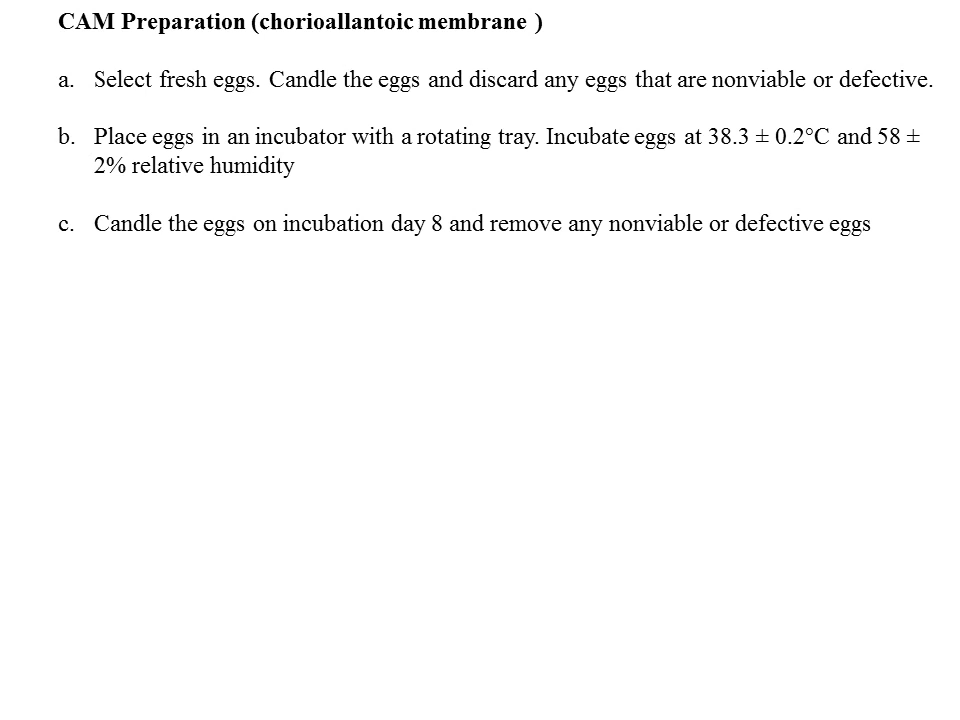 CAM Preparation (chorioallantoic membrane )
a. Select fresh eggs. Candle the eggs and discard any eggs that are nonviable or defective.
b. Place eggs in an incubator with a rotating tray. Incubate eggs at 38.3 ± 0.2°C and 58 ±
2% relative humidity
c. Candle the eggs on incubation day 8 and remove any nonviable or defective eggs